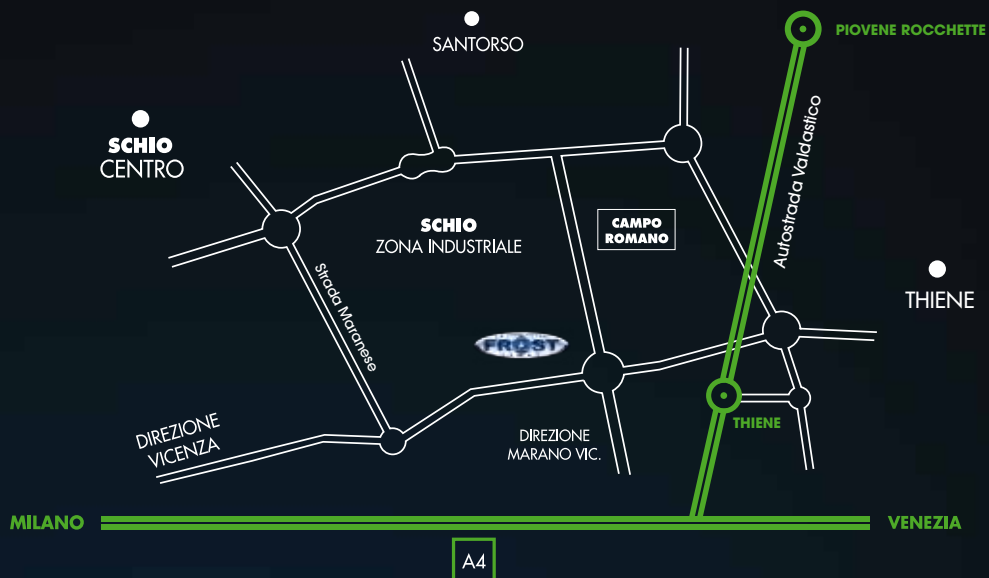 PIOVENE ROCCHETTE
SANTORSO
SCHIO
CENTRO
Autostrada Valdastico
SCHIO
ZONA INDUSTRIALE
CAMPO
ROMANO
THIENE
Strada Maranese
FROST
DIREZIONE
VICENZA
DIREZIONE
MARANO VIC.
THIENE
MILANO
VENEZIA
A4